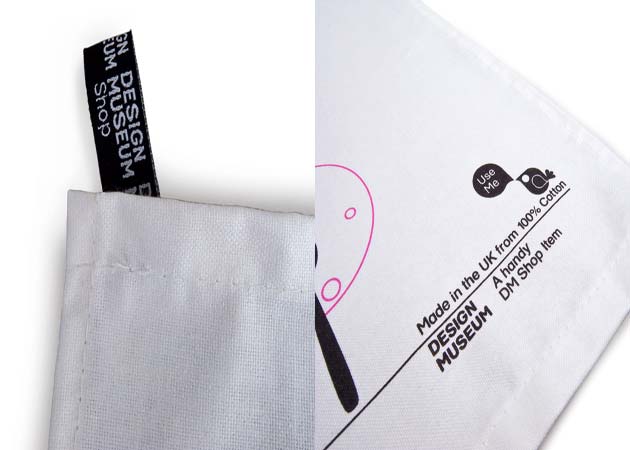 DESIGN
MUSEUM
Shop
Use
Me
Made in the UK from 100% Cotton
DESIGN
MUSEUM
A handy
DM Shop Item